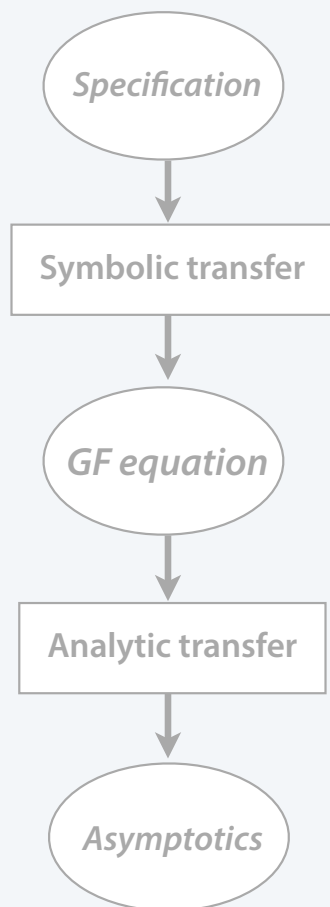 Specification
Symbolic transfer
GF equation
Analytic transfer
Asymptotics